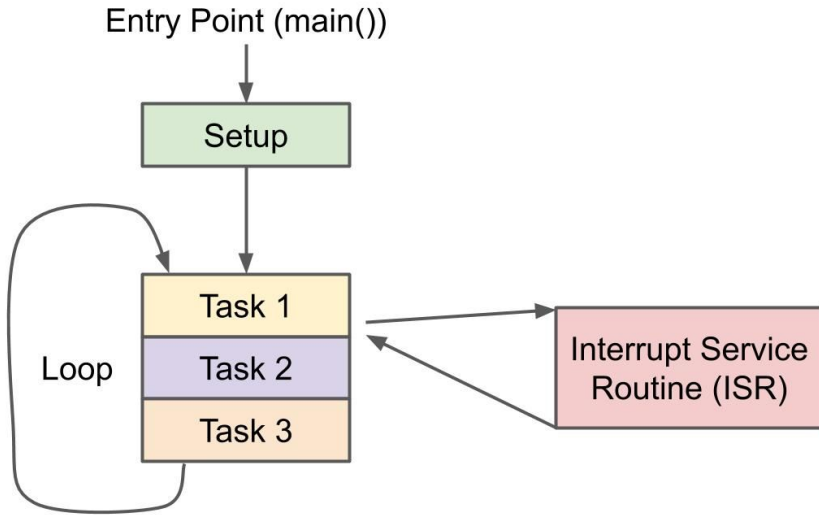 Entry Point (main())
Setup
Task 1
Loop
Task 2
Task 3
Interrupt Service
Routine (ISR)